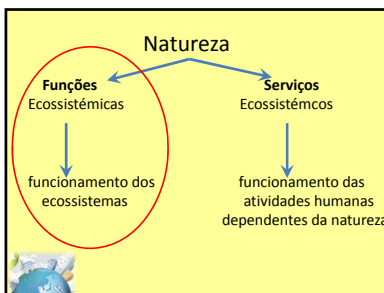 Natureza
Funções
Ecossistémicas
Serviços
Ecossistémcos
funcionamento dos
ecossistemas
funcionamento das
atividades humanas
dependentes da natureza